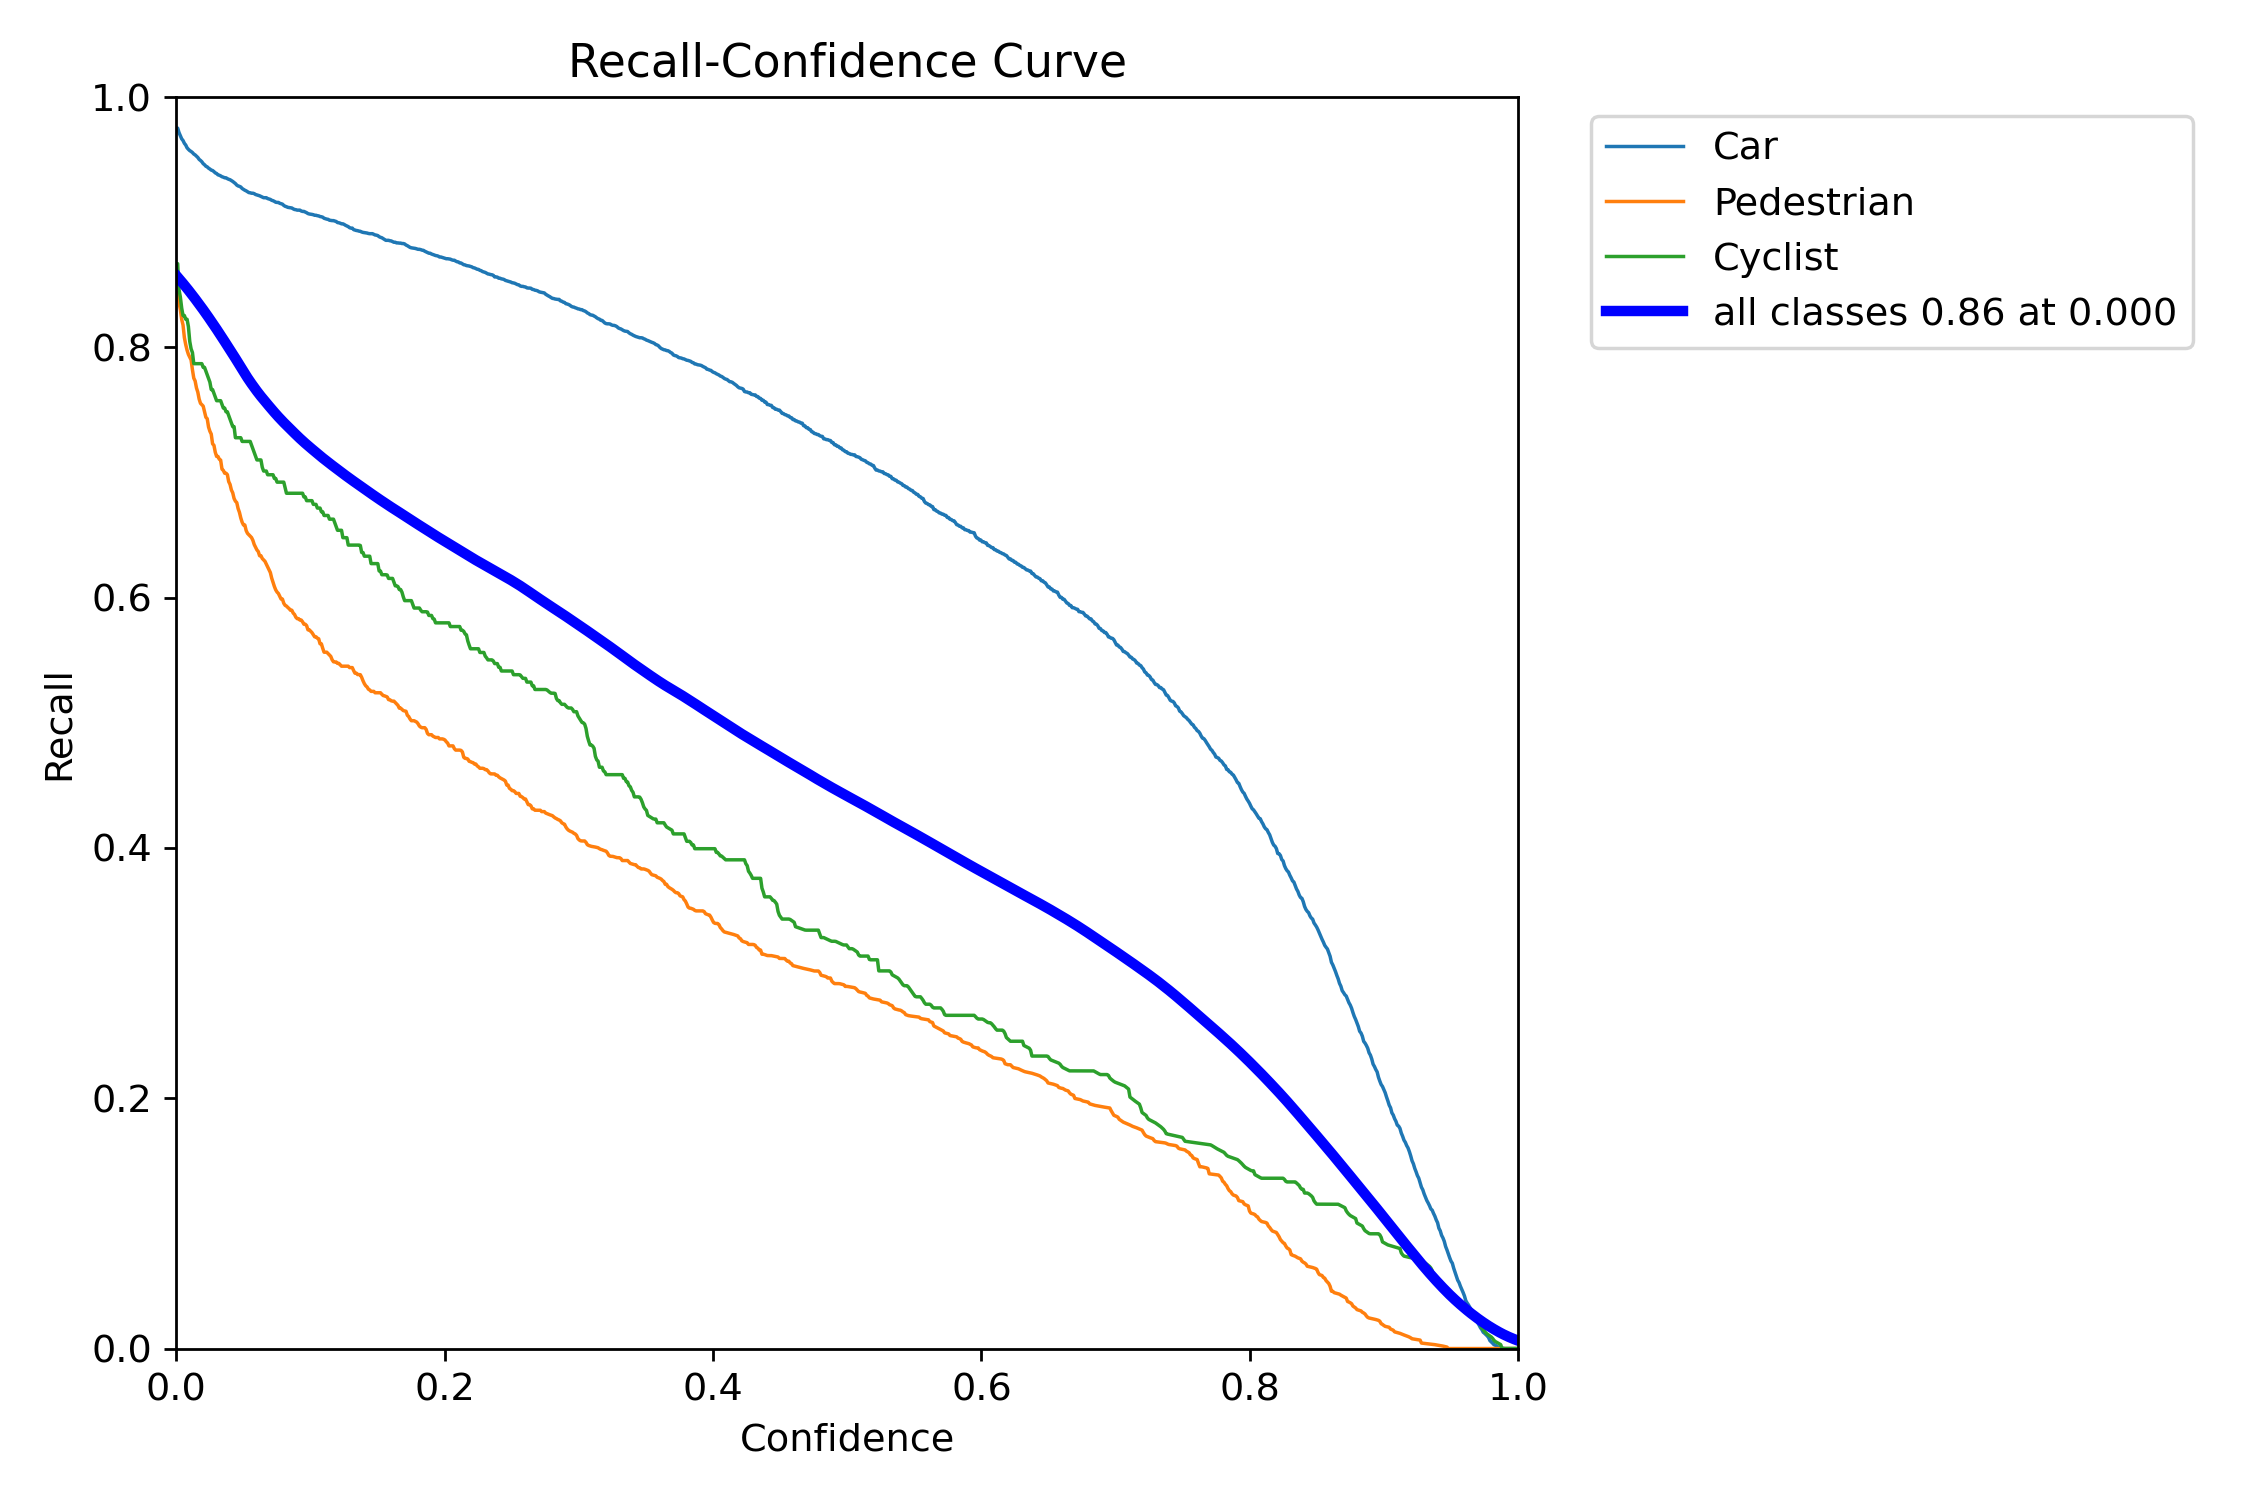 Recall-Confidence Curve
1.0
0.8
0.6
0.4
0.2
0.0
Recall
0.0 0.2 0.4 0.6 0.8 1.0
Confidence
Car
Pedestrian
Cyclist
all classes 0.86 at 0.000